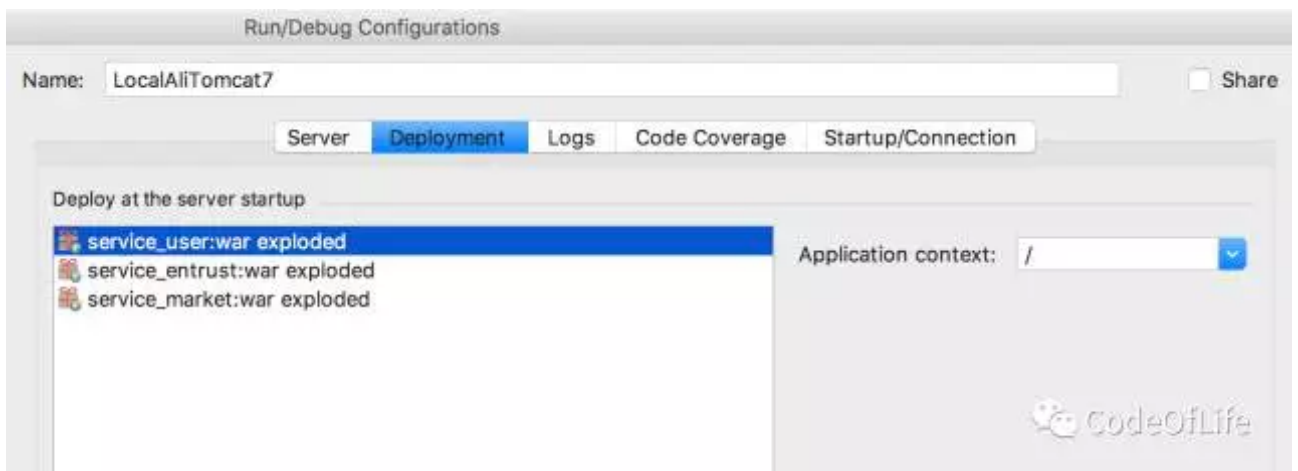 Run/Debug Configurations
Name: LocalAliTomcat7 Share
Server Deployment Logs Code Coverage Startup/Connection
Deploy at the server startup
service_user:war exploded
Application context: /
service_entrust:war exploded
service_market:war exploded
CodeOfLife